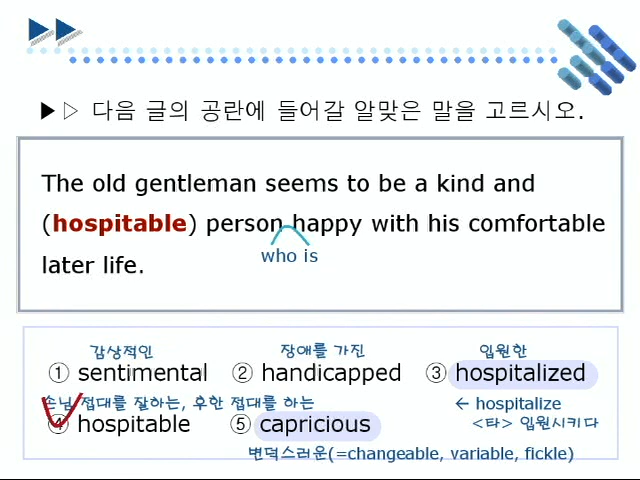 ▶▷ 다음 글의 공란에 들어갈 알맞은 말을 고르시오.
The old gentleman seems to be a kind and
(hospitable) person happy with his comfortable
who is
later life.
감상적인 장애를 가진 입원한
① sentimental ② handicapped ③ hospitalized
손님 접대를 잘하는, 후한 접대를 하는 ← hospitalize
④ hospitable ⑤ capricious <타> 입원시키다
변덕스러운(=changeable, variable, fickle)